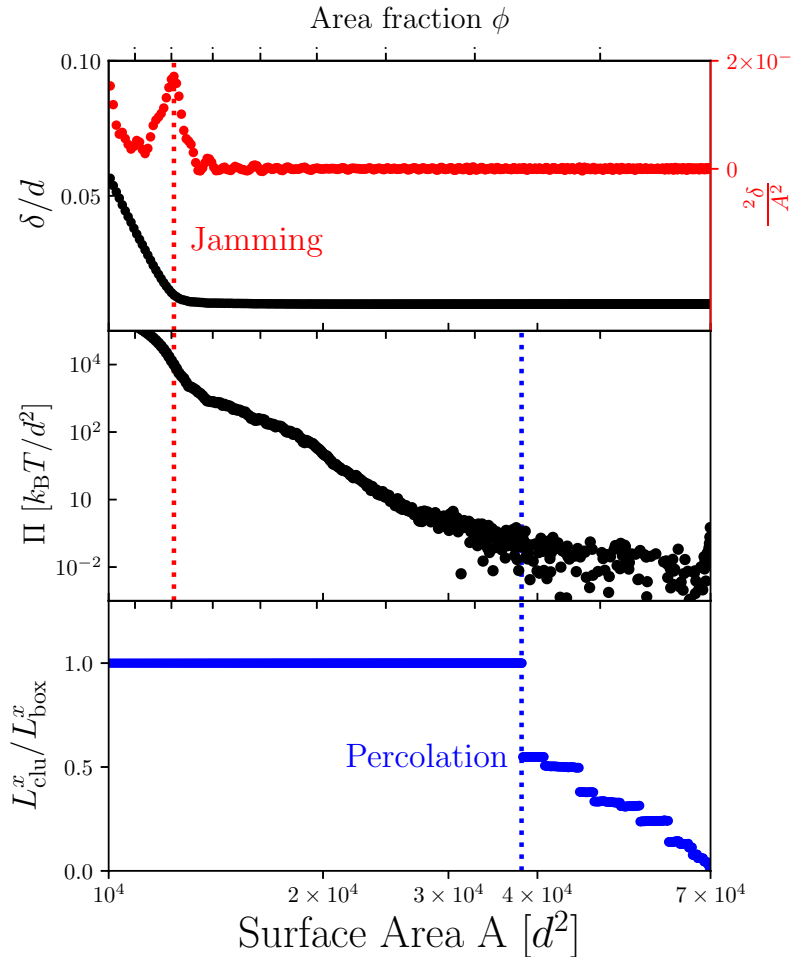 Area fraction ϕ
0.10
2×10⁻
0
0.05
δ/d
² δ
A²
Jamming
10⁴
10²
10
10⁻²
Π [k_BT/d²]
1.0
0.5
0.0
L^x_clu/L^x_box
Percolation
10⁴
2 × 10⁴
3 × 10⁴
4 × 10⁴
7 × 10⁴
Surface Area A [d²]